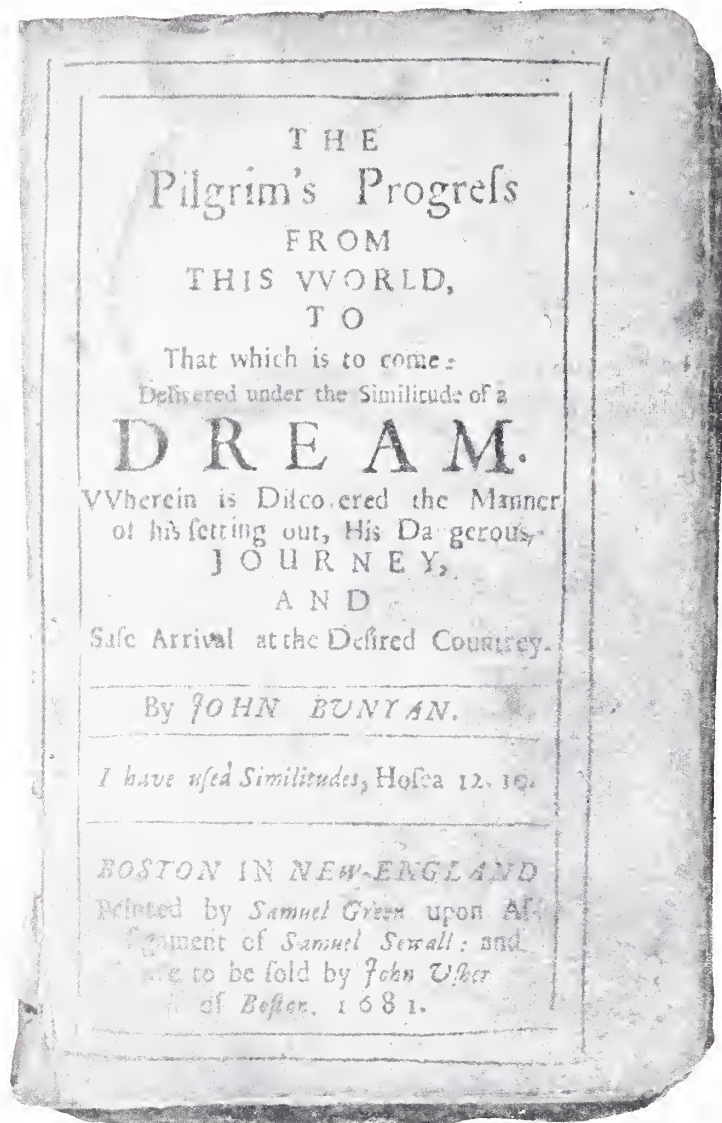 THE
Pilgrim's Progreſs
FROM
THIS VVORLD,
TO
That which is to come:
Delivered under the Similitude of a
DREAM.
VVherein is Diſco ered the Manner
of his ſetting out, His Da gerous,
JOURNEY,
AND
Safe Arrival at the Deſired Countrey.
By JOHN BUNYAN.
I have uſed Similitudes, Hoſea 12. 10.
BOSTON IN NEW-ENGLAND
Printed by Samuel Green upon Aſ-
ſignment of Samuel Sewall: and
to be ſold by John Uſher
of Boſton. 1681.